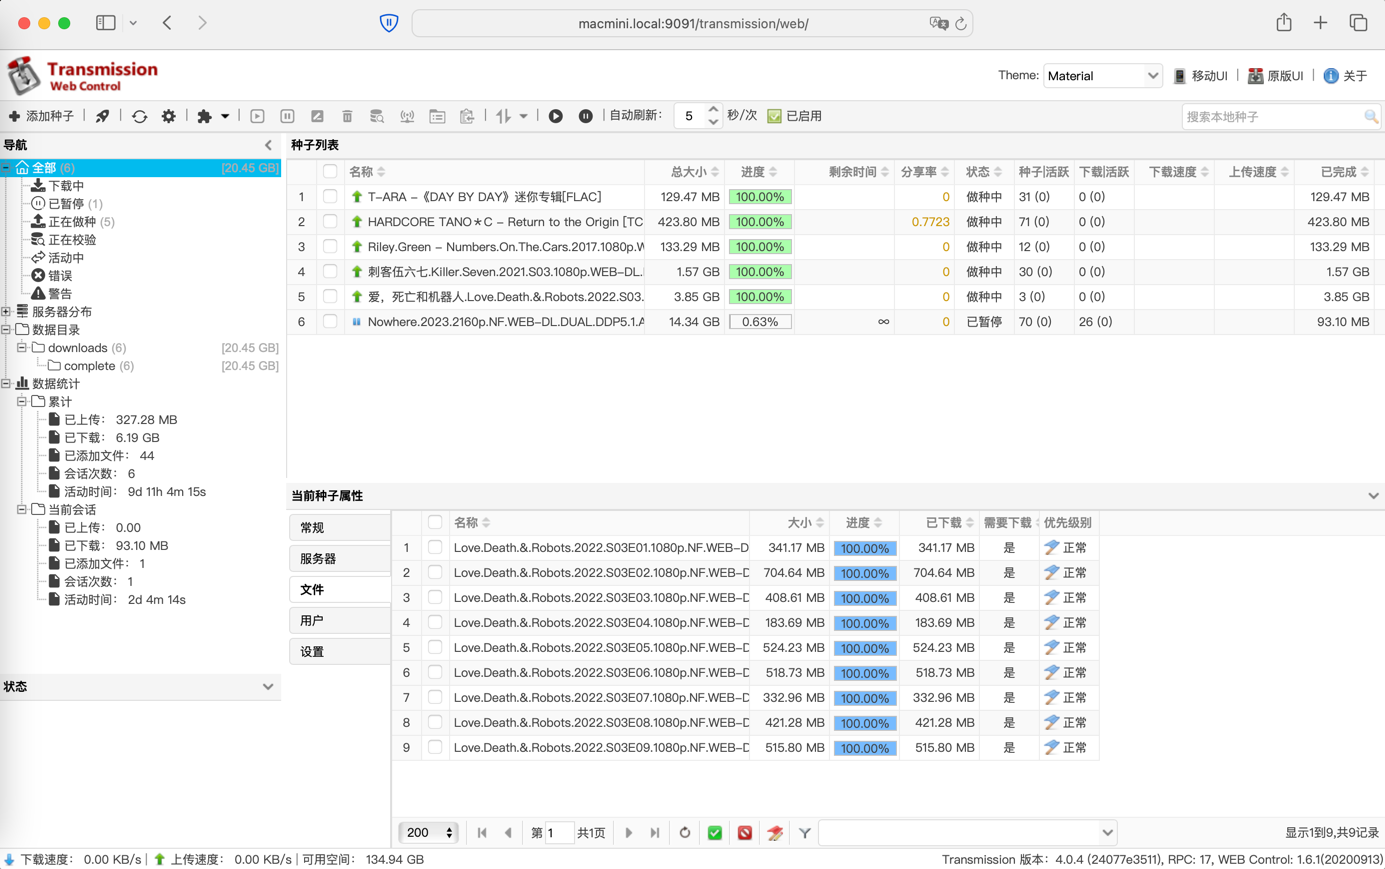 macmini.local:9091/transmission/web/
Transmission
Web Control
Theme: Material 移动UI | 原版UI | 关于
添加种子 自动刷新: 5 秒/次 已启用 搜索本地种子
导航
全部 (6) [20.45 GB]
下载中
已暂停 (1)
正在做种 (5)
正在校验
活动中
错误
警告
服务器分布
数据目录
downloads (6) [20.45 GB]
complete (6) [20.45 GB]
数据统计
累计
已上传: 327.28 MB
已下载: 6.19 GB
已添加文件: 44
会话次数: 6
活动时间: 9d 11h 4m 15s
当前会话
已上传: 0.00
已下载: 93.10 MB
已添加文件: 1
会话次数: 1
活动时间: 2d 4m 14s
状态
种子列表
名称 总大小 进度 剩余时间 分享率 状态 种子|活跃 下载|活跃 下载速度 上传速度 已完成
1 T-ARA -《DAY BY DAY》迷你专辑[FLAC] 129.47 MB 100.00% 0 做种中 31 (0) 0 (0) 129.47 MB
2 HARDCORE TANO*C - Return to the Origin [TC 423.80 MB 100.00% 0.7723 做种中 71 (0) 0 (0) 423.80 MB
3 Riley.Green - Numbers.On.The.Cars.2017.1080p.W 133.29 MB 100.00% 0 做种中 12 (0) 0 (0) 133.29 MB
4 刺客伍六七.Killer.Seven.2021.S03.1080p.WEB-DL. 1.57 GB 100.00% 0 做种中 30 (0) 0 (0) 1.57 GB
5 爱，死亡和机器人.Love.Death.&.Robots.2022.S03. 3.85 GB 100.00% 0 做种中 3 (0) 0 (0) 3.85 GB
6 Nowhere.2023.2160p.NF.WEB-DL.DUAL.DDP5.1.A 14.34 GB 0.63% ∞ 0 已暂停 70 (0) 26 (0) 93.10 MB
当前种子属性
常规
服务器
文件
用户
设置
名称 大小 进度 已下载 需要下载 优先级别
1 Love.Death.&.Robots.2022.S03E01.1080p.NF.WEB-D 341.17 MB 100.00% 341.17 MB 是 正常
2 Love.Death.&.Robots.2022.S03E02.1080p.NF.WEB-D 704.64 MB 100.00% 704.64 MB 是 正常
3 Love.Death.&.Robots.2022.S03E03.1080p.NF.WEB-D 408.61 MB 100.00% 408.61 MB 是 正常
4 Love.Death.&.Robots.2022.S03E04.1080p.NF.WEB-D 183.69 MB 100.00% 183.69 MB 是 正常
5 Love.Death.&.Robots.2022.S03E05.1080p.NF.WEB-D 524.23 MB 100.00% 524.23 MB 是 正常
6 Love.Death.&.Robots.2022.S03E06.1080p.NF.WEB-D 518.73 MB 100.00% 518.73 MB 是 正常
7 Love.Death.&.Robots.2022.S03E07.1080p.NF.WEB-D 332.96 MB 100.00% 332.96 MB 是 正常
8 Love.Death.&.Robots.2022.S03E08.1080p.NF.WEB-D 421.28 MB 100.00% 421.28 MB 是 正常
9 Love.Death.&.Robots.2022.S03E09.1080p.NF.WEB-D 515.80 MB 100.00% 515.80 MB 是 正常
200 第 1 共1页 显示1到9,共9记录
下载速度: 0.00 KB/s | 上传速度: 0.00 KB/s | 可用空间: 134.94 GB Transmission 版本: 4.0.4 (24077e3511), RPC: 17, WEB Control: 1.6.1(20200913)